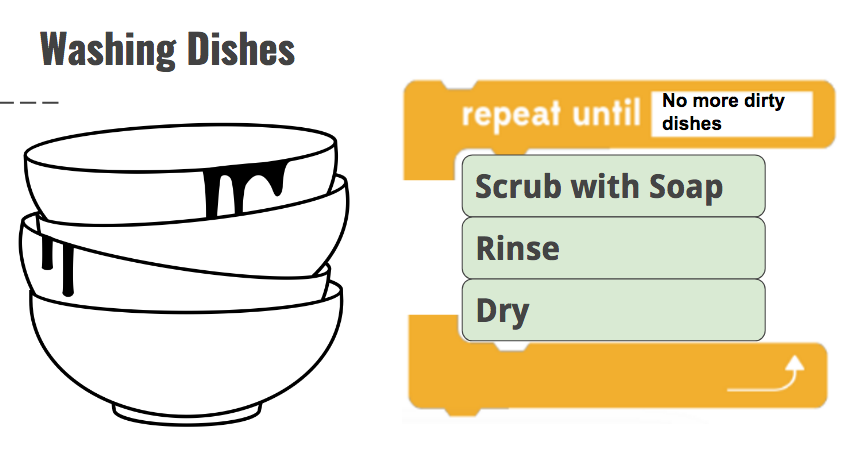 Washing Dishes
repeat until
No more dirty
dishes
Scrub with Soap
Rinse
Dry